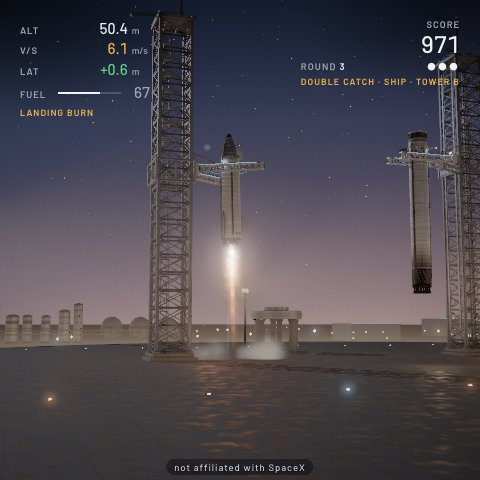 ALT 50.4 m
V/S 6.1 m/s
LAT +0.6 m
FUEL 67
LANDING BURN
SCORE
971
ROUND 3
DOUBLE CATCH · SHIP · TOWER B
not affiliated with SpaceX